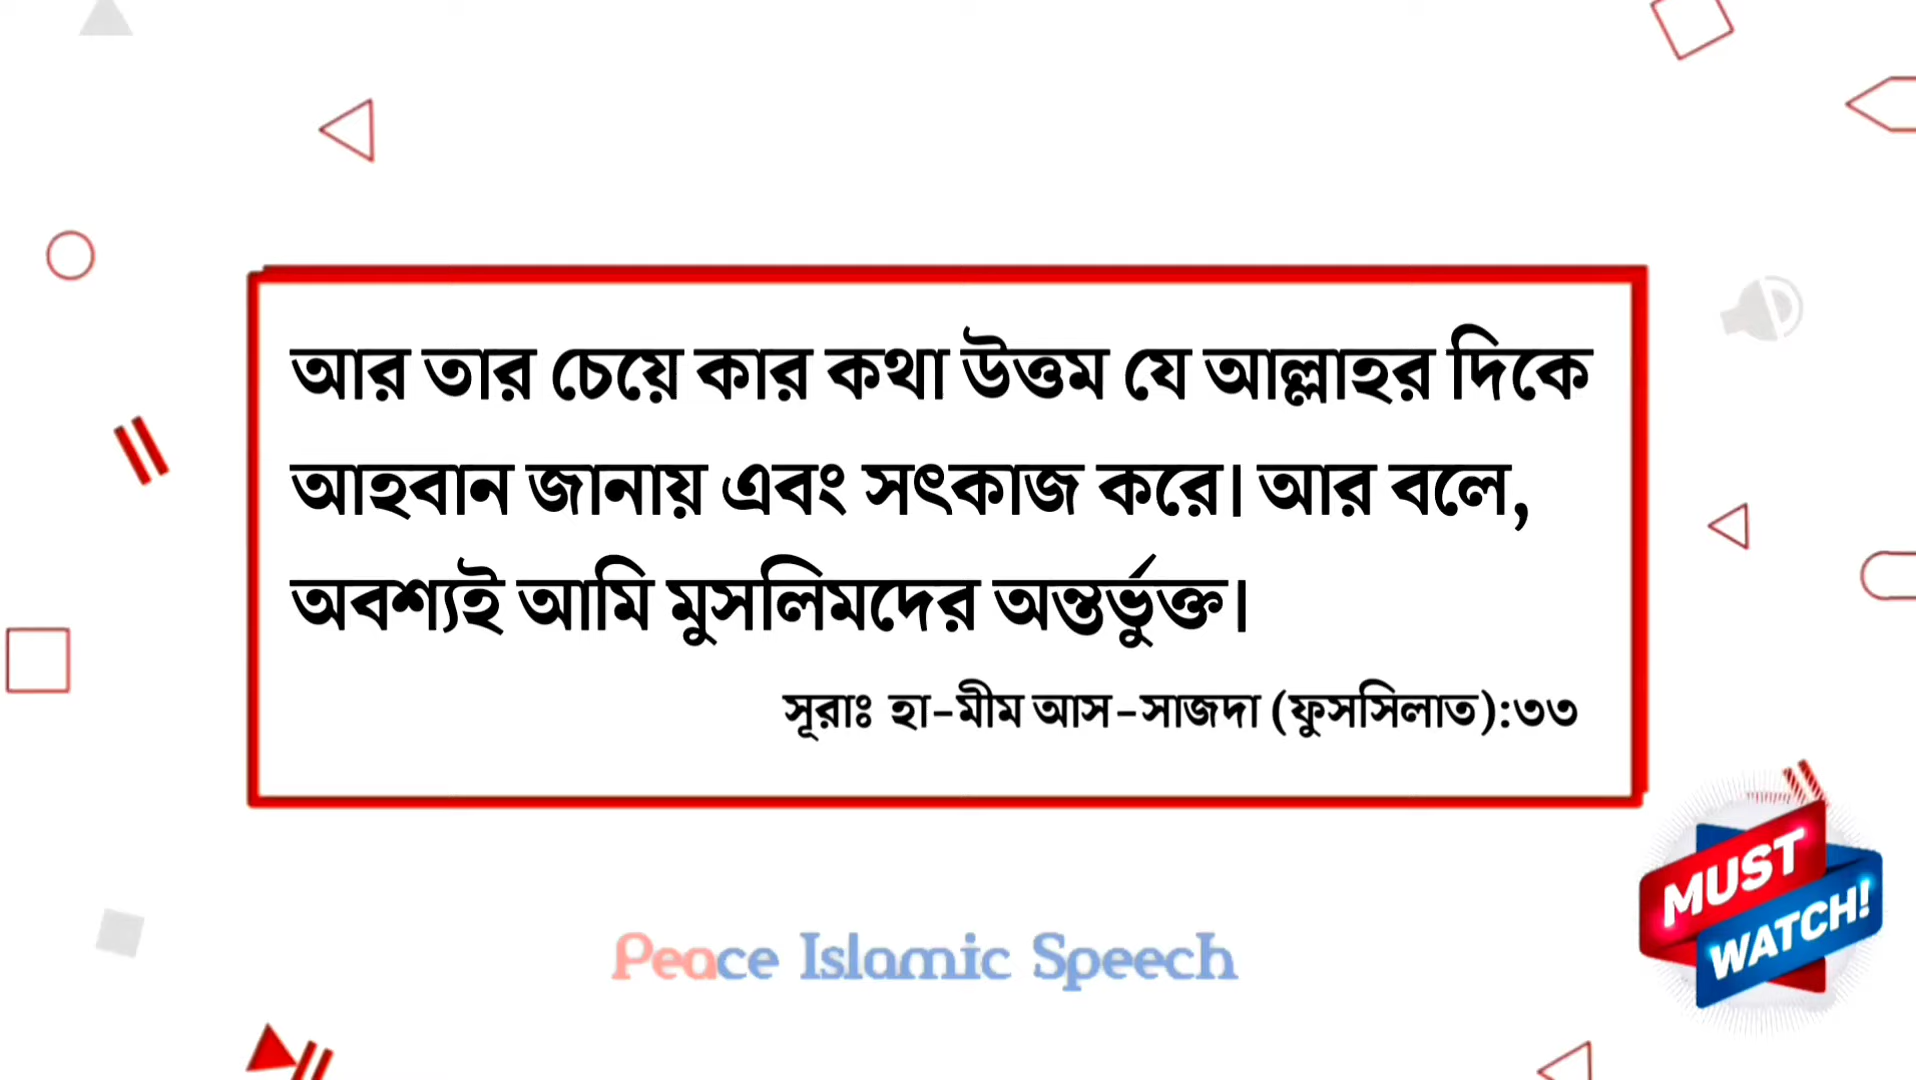 আর তার চেয়ে কার কথা উত্তম যে আল্লাহর দিকে
আহবান জানায় এবং সৎকাজ করে। আর বলে,
অবশ্যই আমি মুসলিমদের অন্তর্ভুক্ত।
সূরাঃ হা-মীম আস-সাজদা (ফুসসিলাত):৩৩
MUST
WATCH!
Peace Islamic Speech